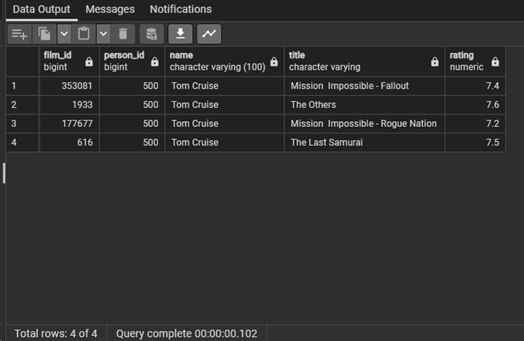 Data Output Messages Notifications
film_id person_id name title rating
bigint bigint character varying (100) character varying numeric
1 353081 500 Tom Cruise Mission Impossible - Fallout 7.4
2 1933 500 Tom Cruise The Others 7.6
3 177677 500 Tom Cruise Mission Impossible - Rogue Nation 7.2
4 616 500 Tom Cruise The Last Samurai 7.5
Total rows: 4 of 4 Query complete 00:00:00.102